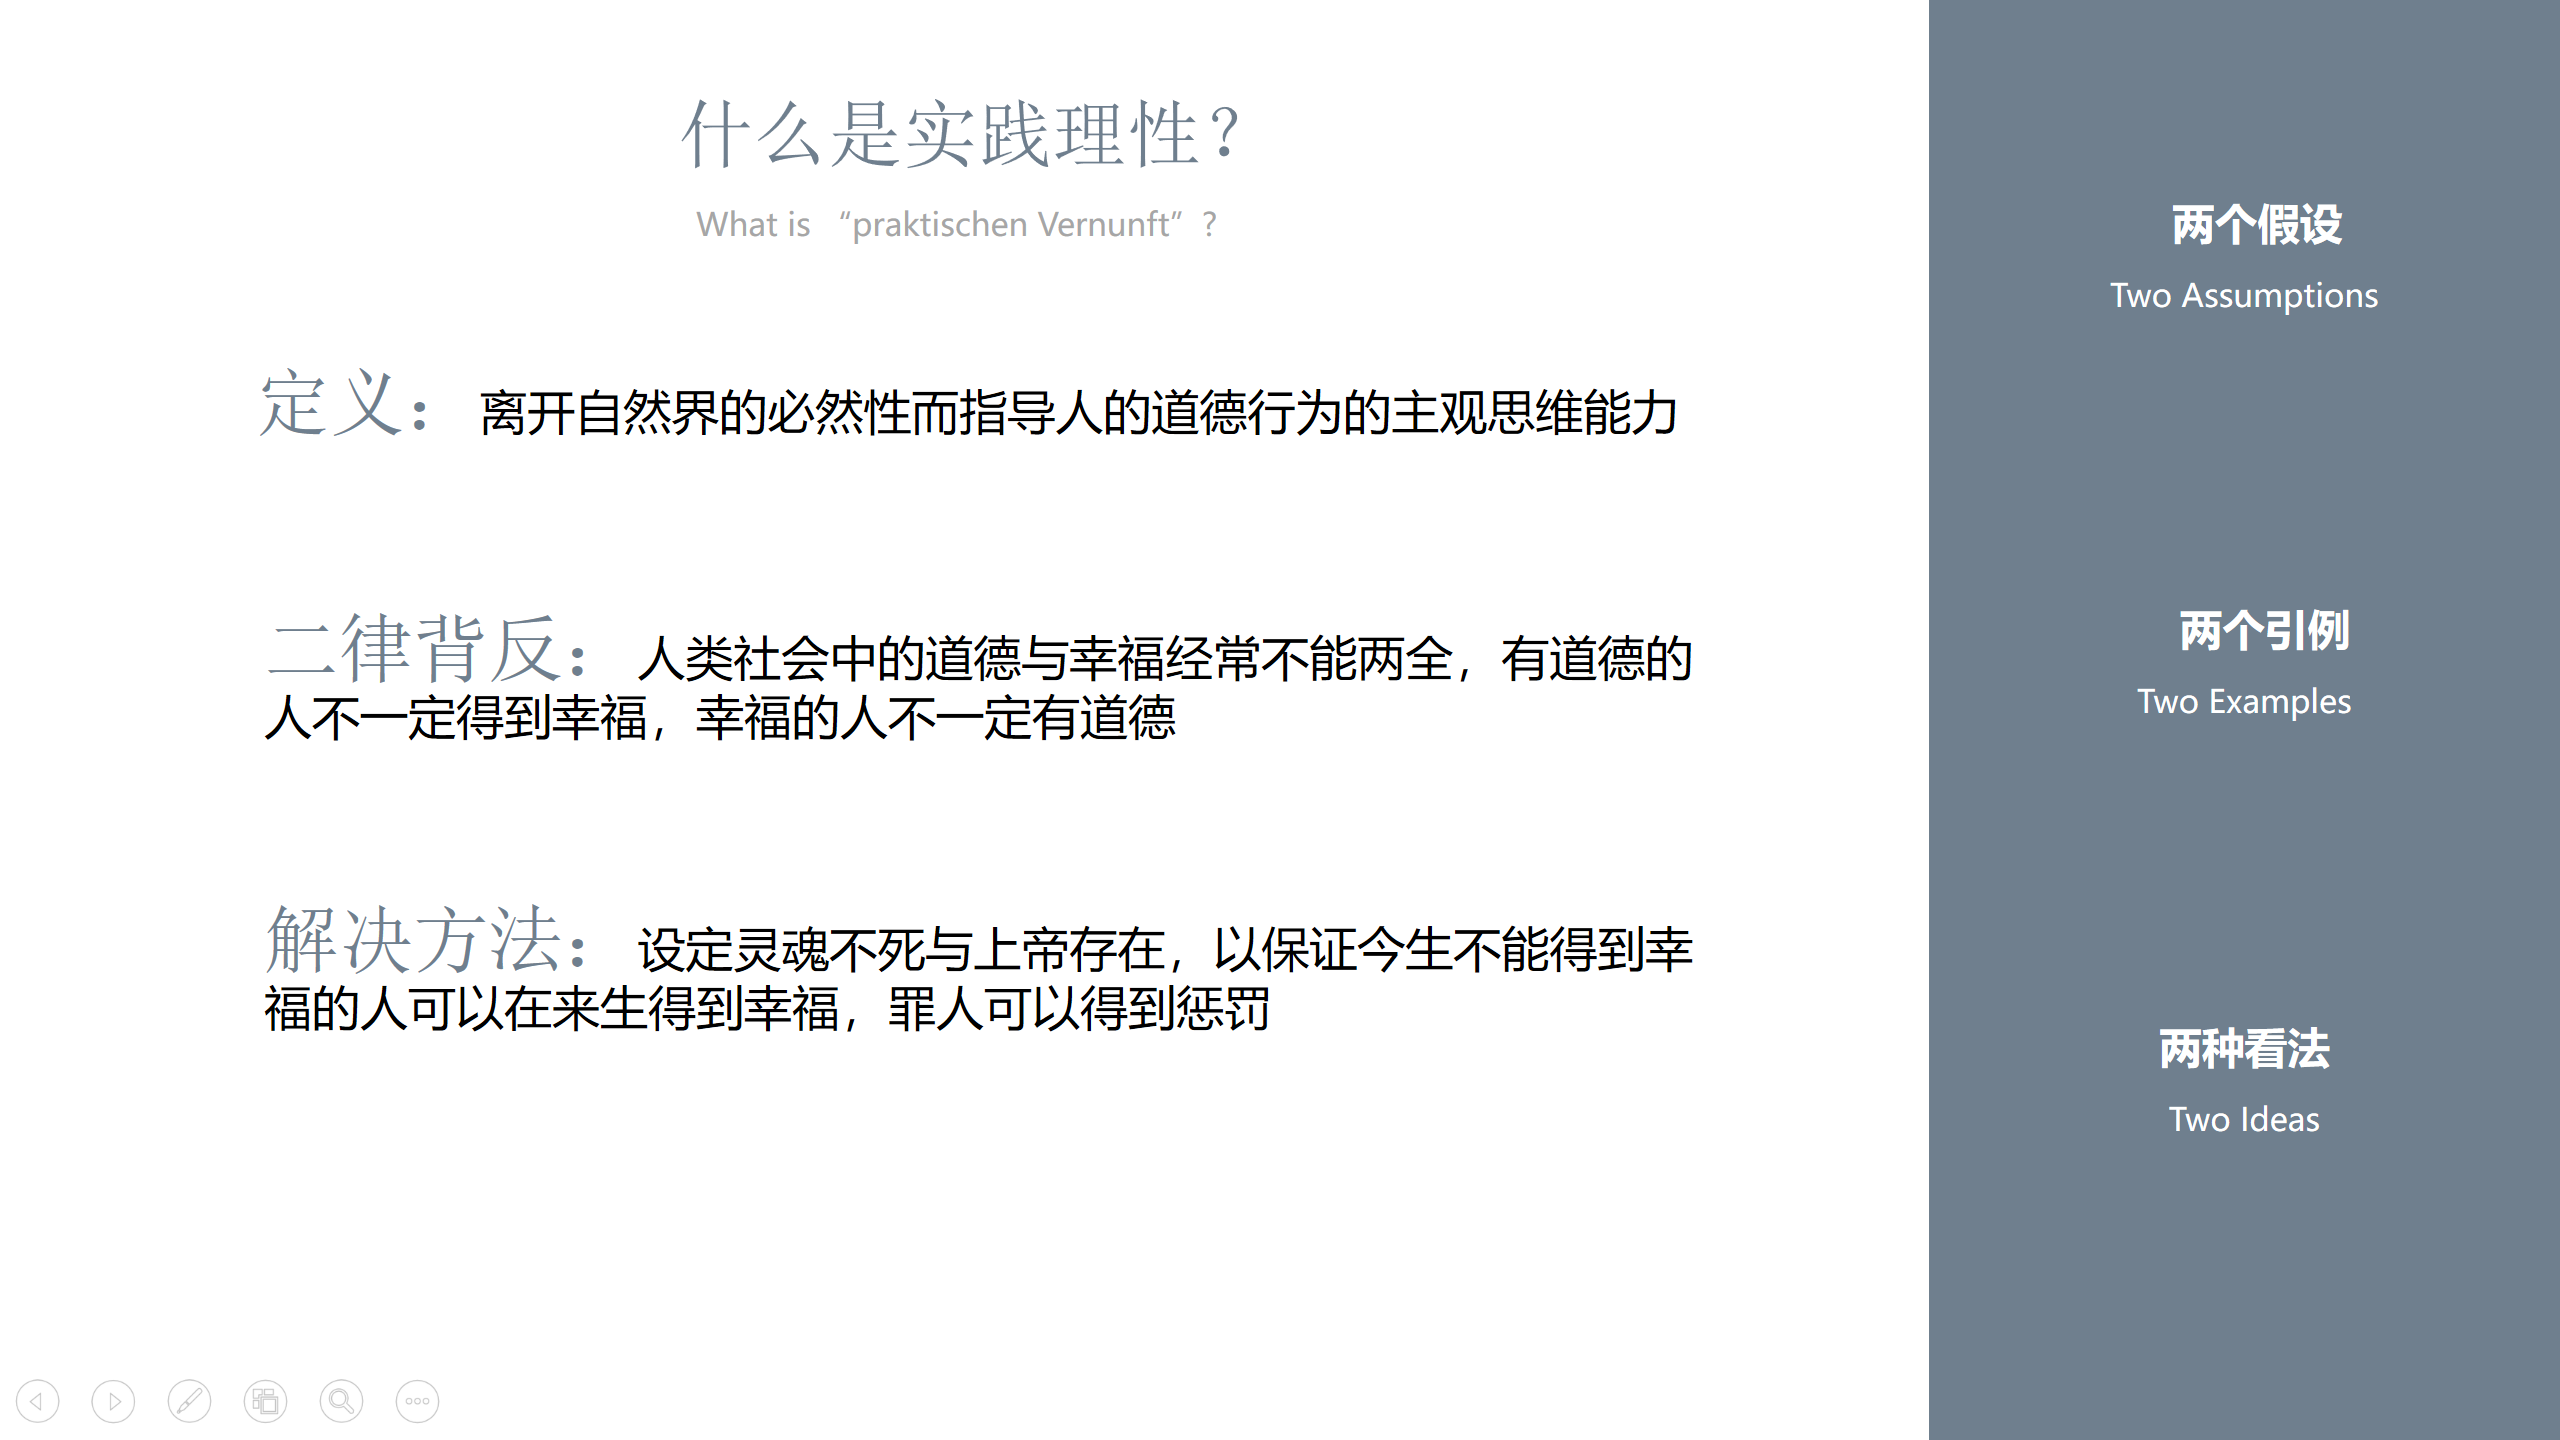 什么是实践理性？
What is “praktischen Vernunft”？
定义：离开自然界的必然性而指导人的道德行为的主观思维能力
二律背反：人类社会中的道德与幸福经常不能两全，有道德的
人不一定得到幸福，幸福的人不一定有道德
解决方法：设定灵魂不死与上帝存在，以保证今生不能得到幸
福的人可以在来生得到幸福，罪人可以得到惩罚
两个假设
Two Assumptions
两个引例
Two Examples
两种看法
Two Ideas